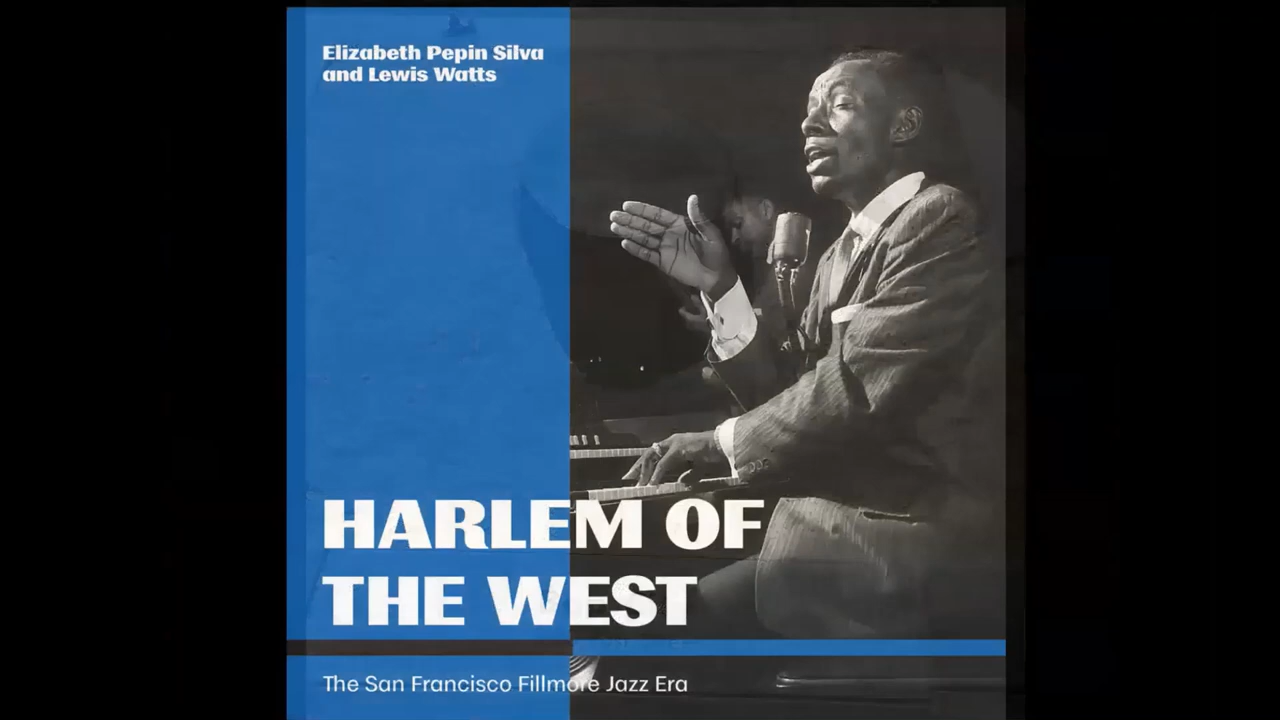 Elizabeth Pepin Silva
and Lewis Watts
HARLEM OF
THE WEST
The San Francisco Fillmore Jazz Era